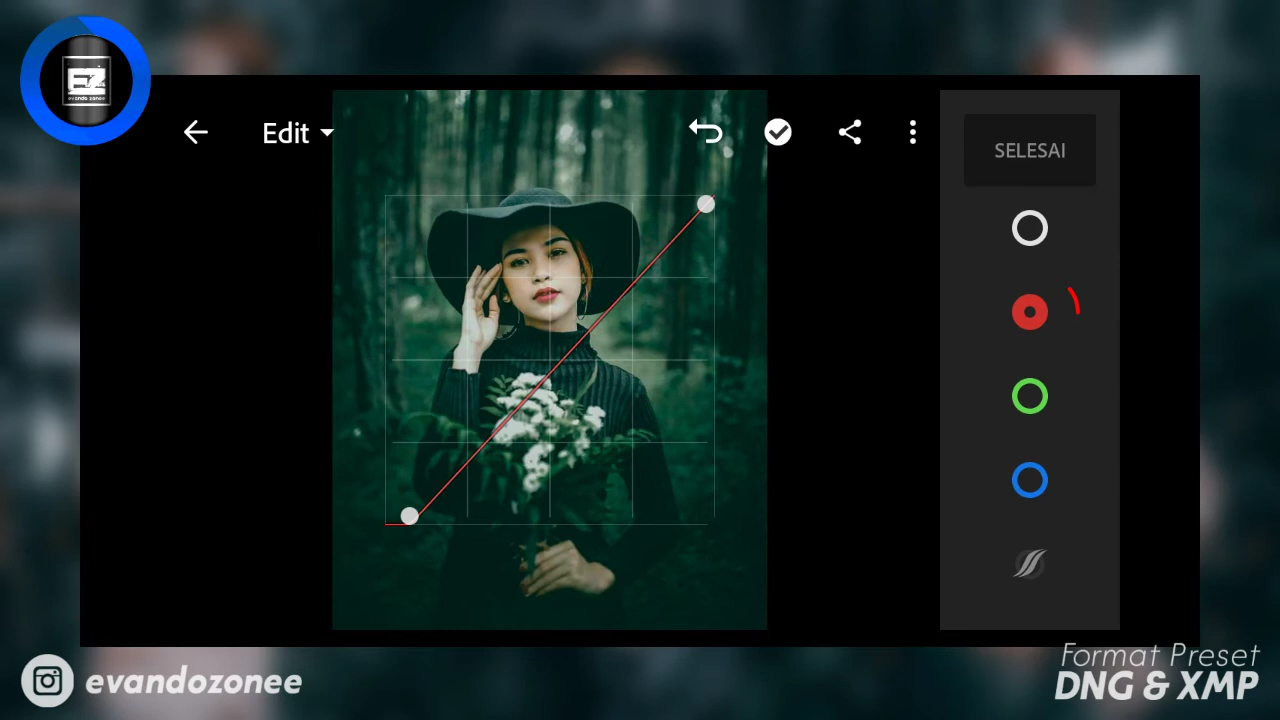 EZ
evando zonee
Edit
SELESAI
evandozonee
Format Preset
DNG & XMP